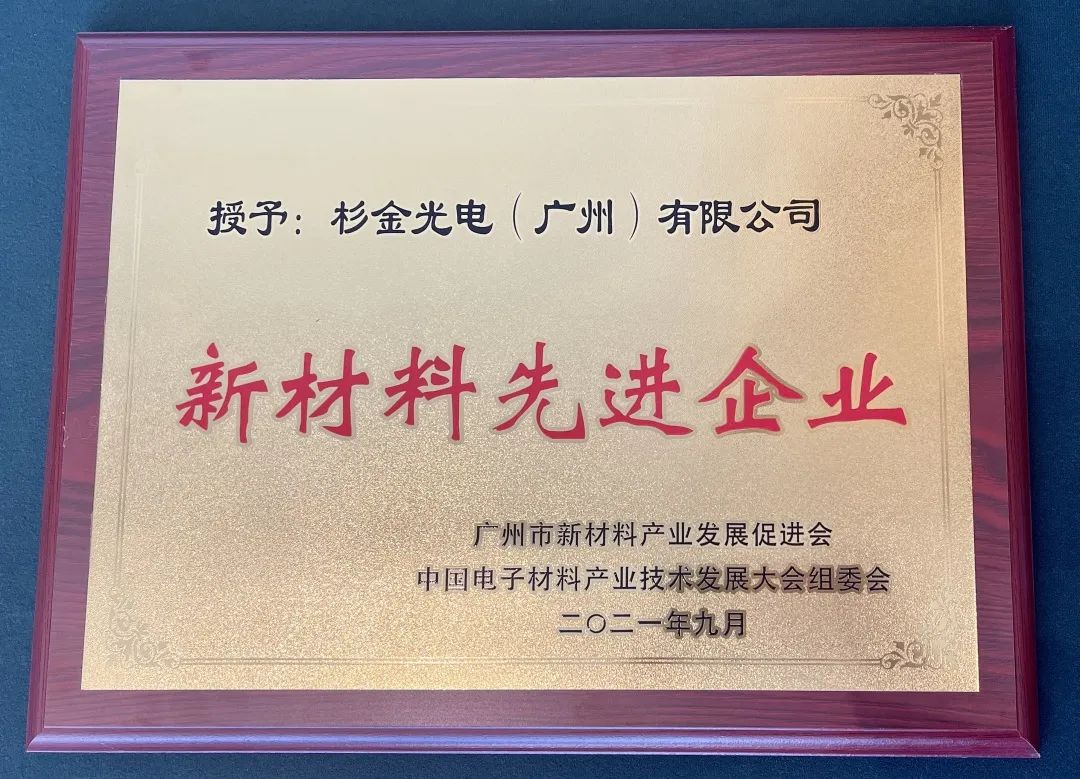 授予：杉金光电（广州）有限公司
新材料先进企业
广州市新材料产业发展促进会
中国电子材料产业技术发展大会组委会
二〇二一年九月